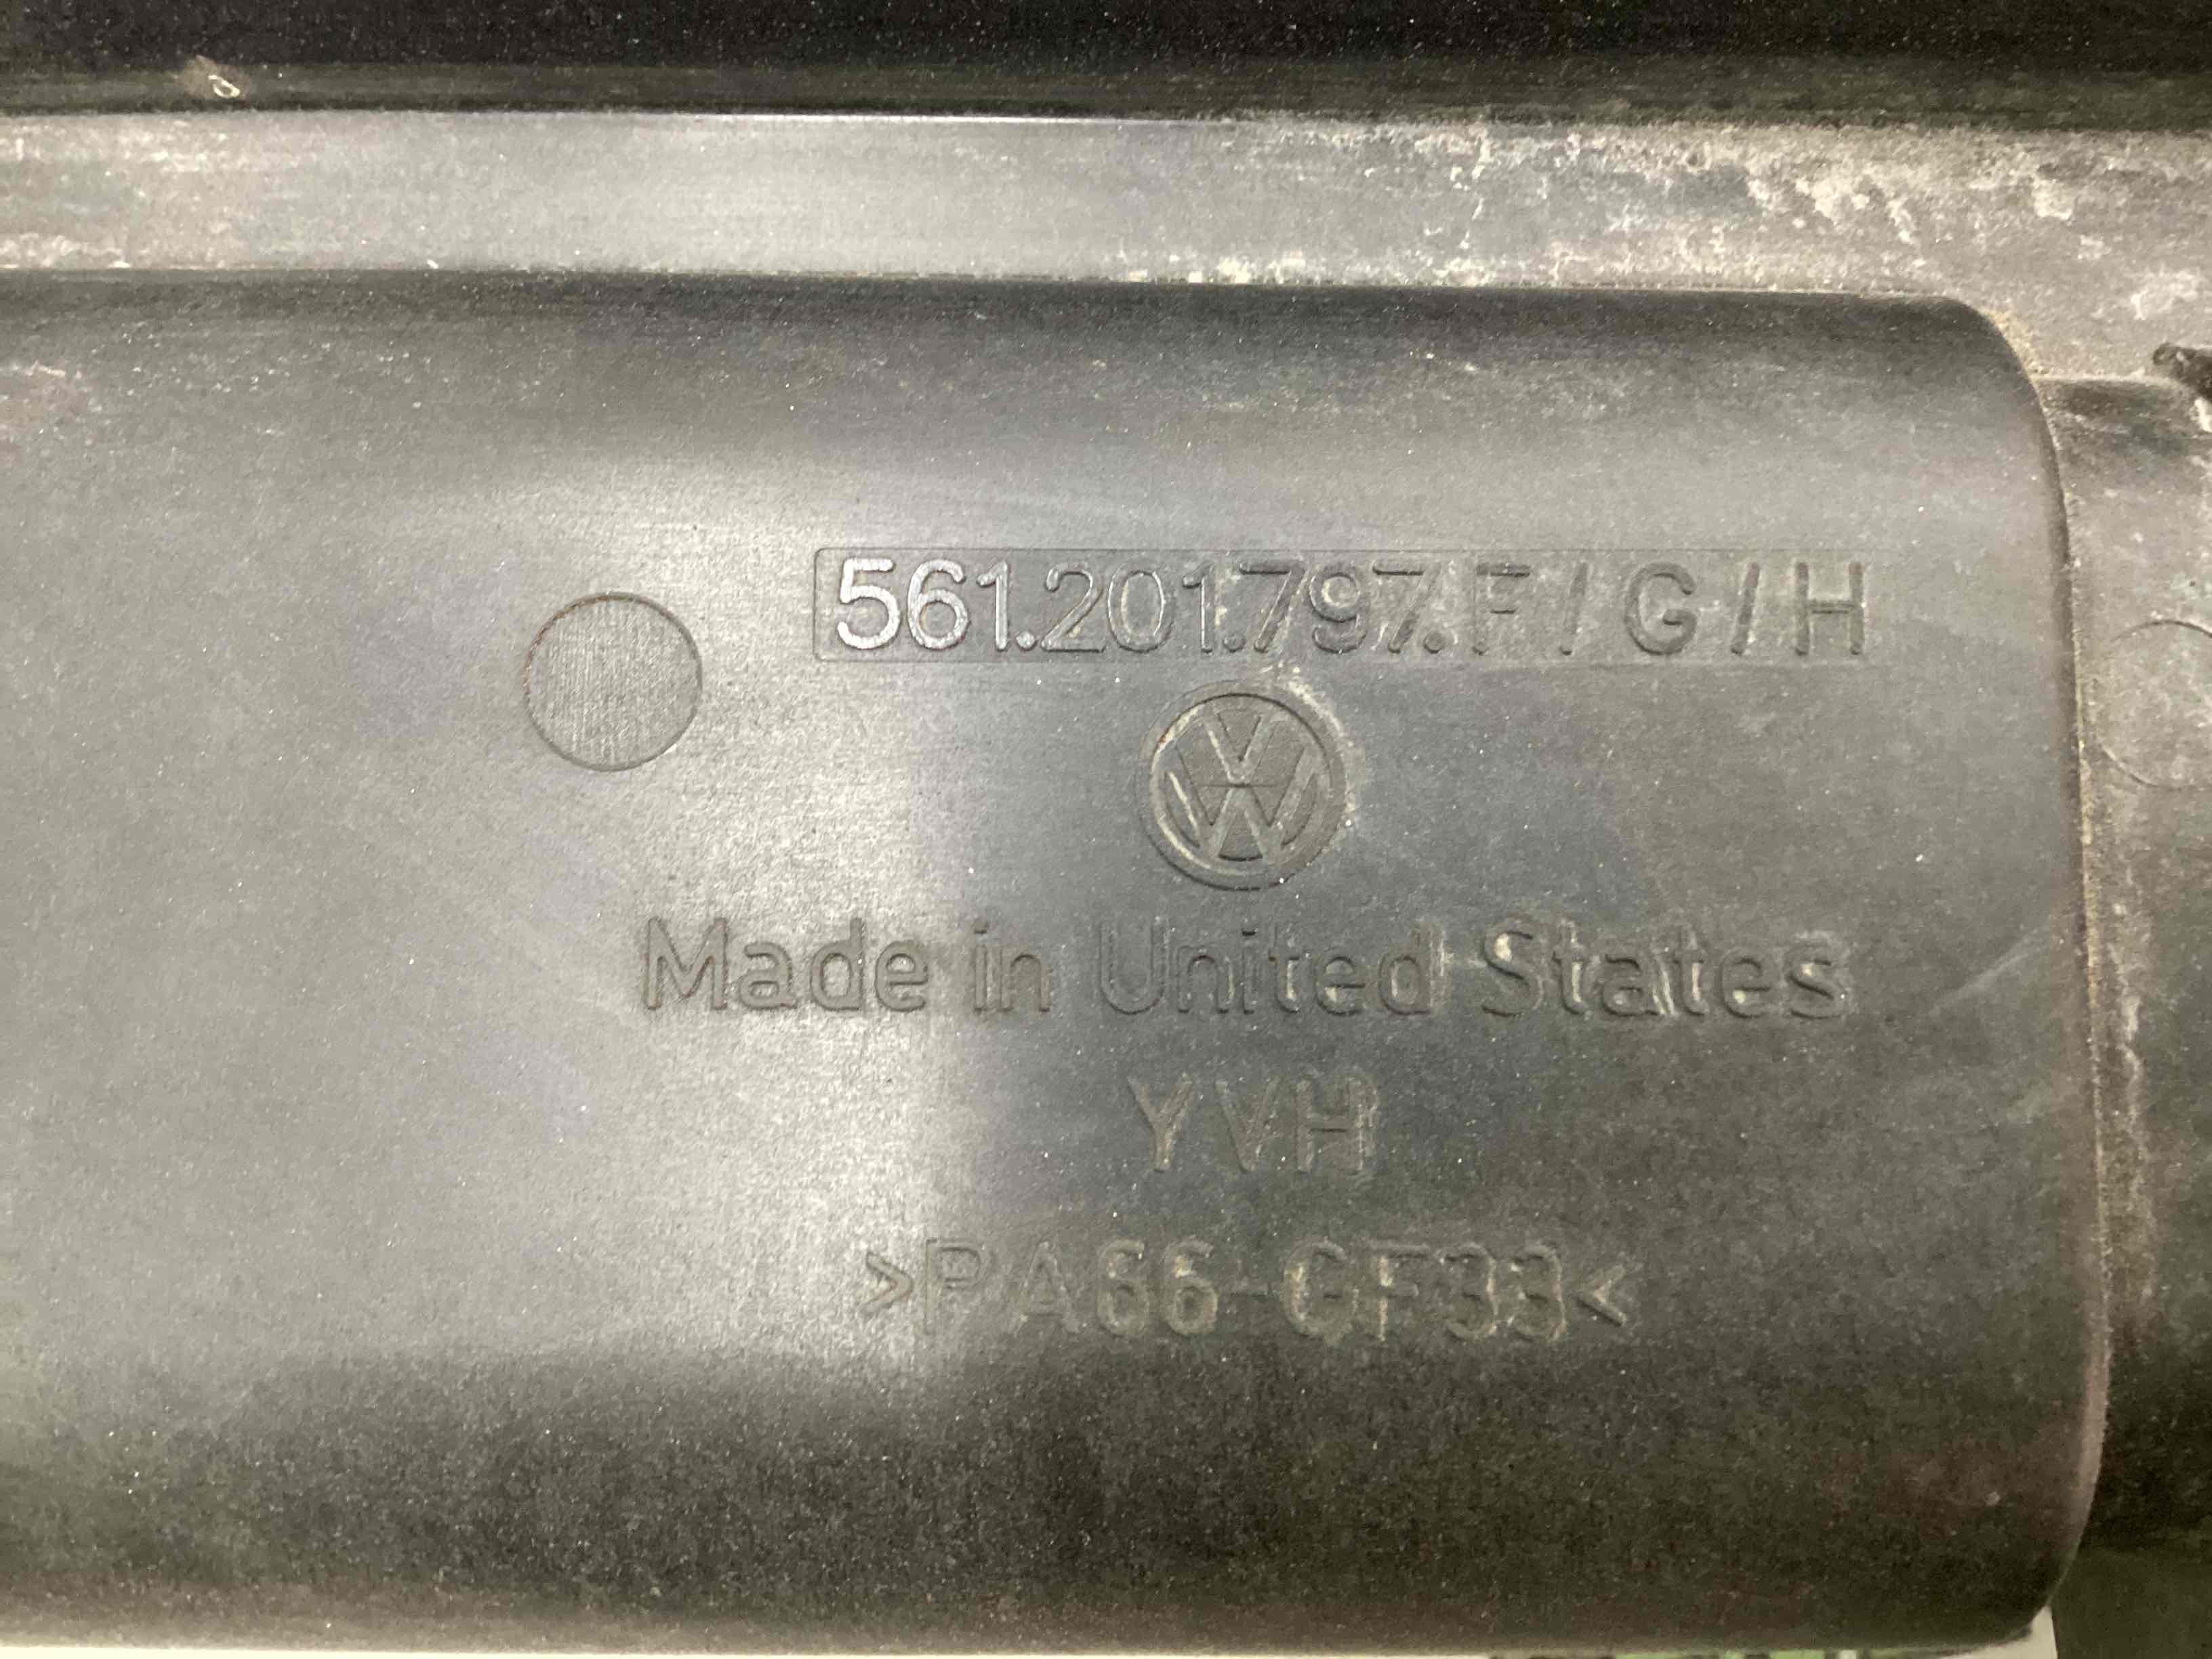 561.201.797.F/G/H
Made in United States
YVH
>PA66-GF33<